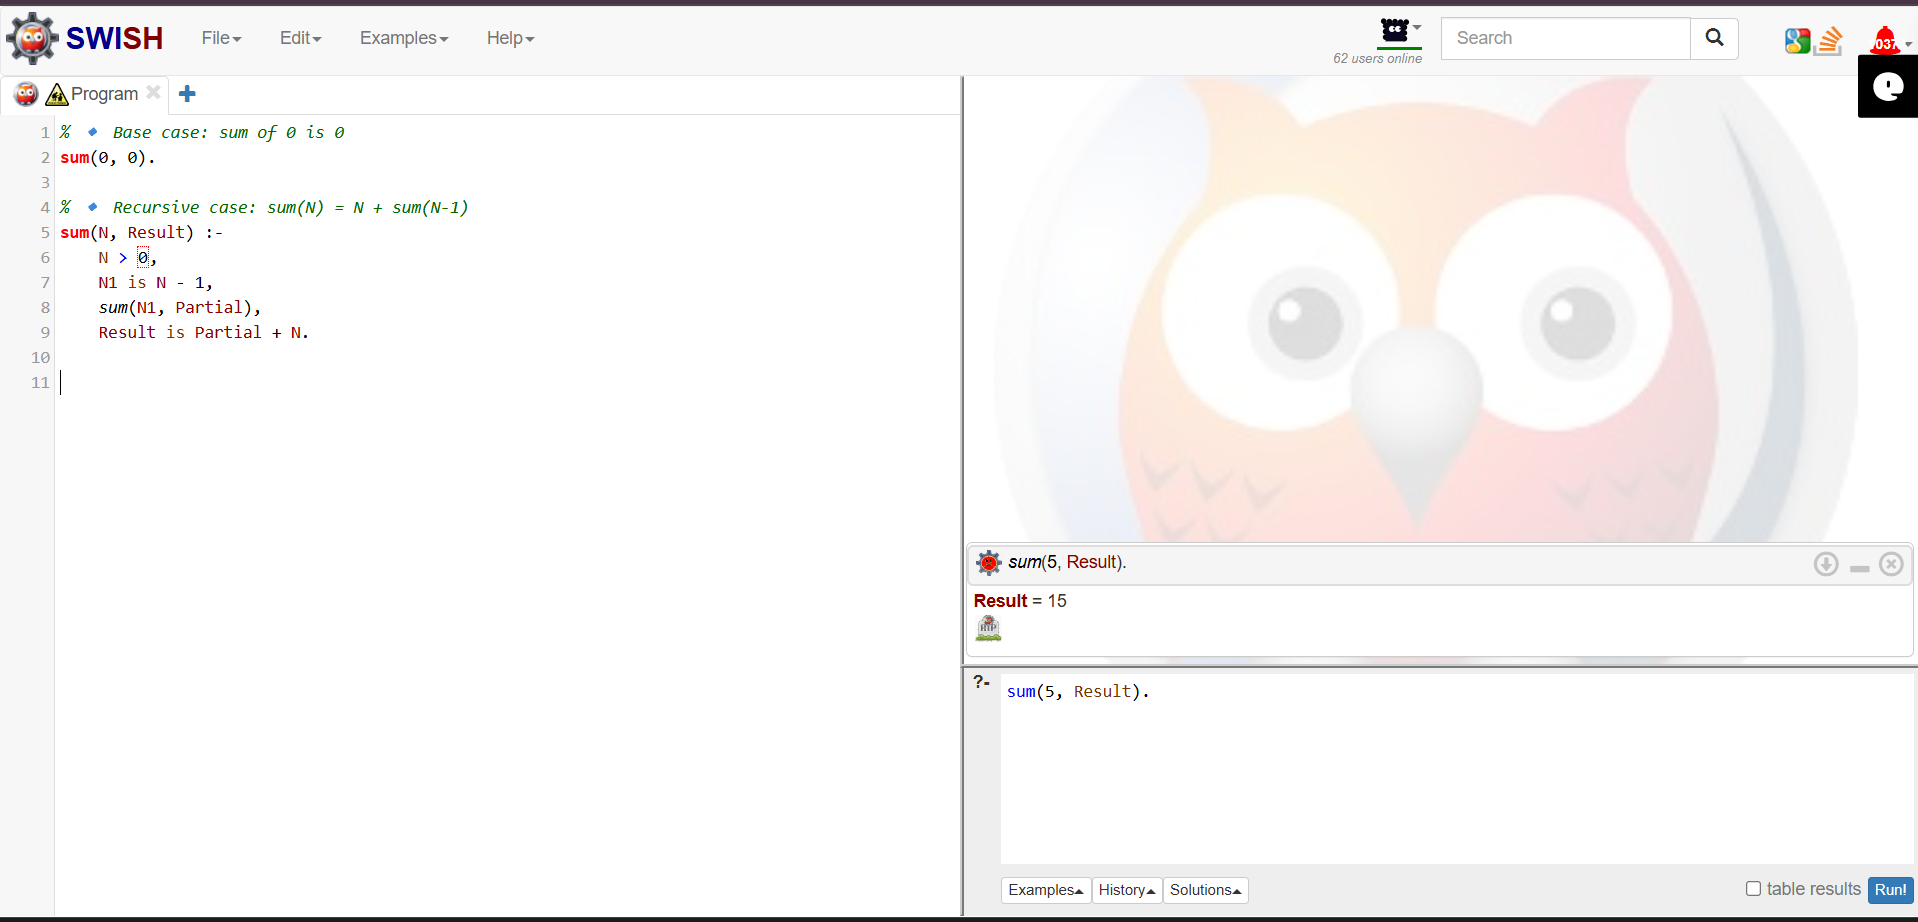 SWISH File Edit Examples Help 62 users online Search 037
Program
1 % 🔹 Base case: sum of 0 is 0
2 sum(0, 0).
3
4 % 🔹 Recursive case: sum(N) = N + sum(N-1)
5 sum(N, Result) :-
6 N > 0,
7 N1 is N - 1,
8 sum(N1, Partial),
9 Result is Partial + N.
10
11
sum(5, Result).
Result = 15
RIP
?- sum(5, Result).
Examples History Solutions table results Run!